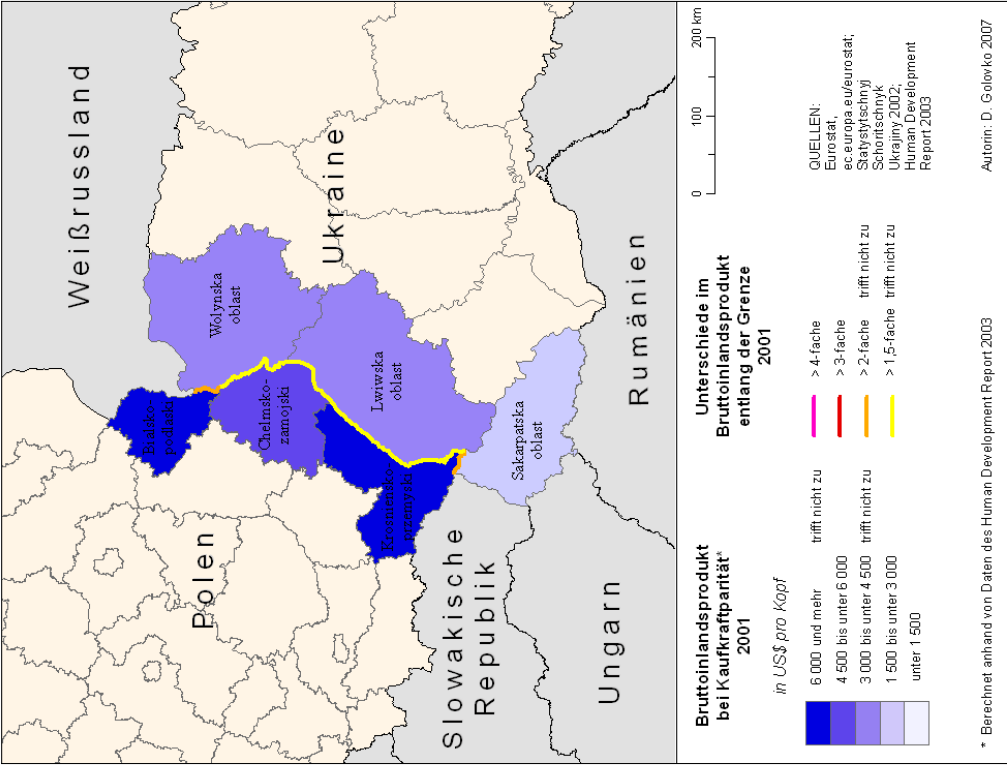 Weißrussland
Polen
Ukraine
Slowakische
Republik
Ungarn
Rumänien
Bialsko-
podlaski
Chelmsko-
zamojski
Krosniensko-
przemyski
Wolynska
oblast
Lwiwska
oblast
Sakarpatska
oblast
Bruttoinlandsprodukt
bei Kaufkraftparität*
2001
in US$ pro Kopf
6 000 und mehr trifft nicht zu
4 500 bis unter 6 000
3 000 bis unter 4 500 trifft nicht zu
1 500 bis unter 3 000
unter 1 500
Unterschiede im
Bruttoinlandsprodukt
entlang der Grenze
2001
> 4-fache
> 3-fache
> 2-fache trifft nicht zu
> 1,5-fache trifft nicht zu
0 100 200 km
QUELLEN:
Eurostat,
ec.europa.eu/eurostat;
Statystytschnyj
Schoritschnyk
Ukrajiny 2002;
Human Development
Report 2003
* Berechnet anhand von Daten des Human Development Report 2003
Autorin: D. Golovko 2007